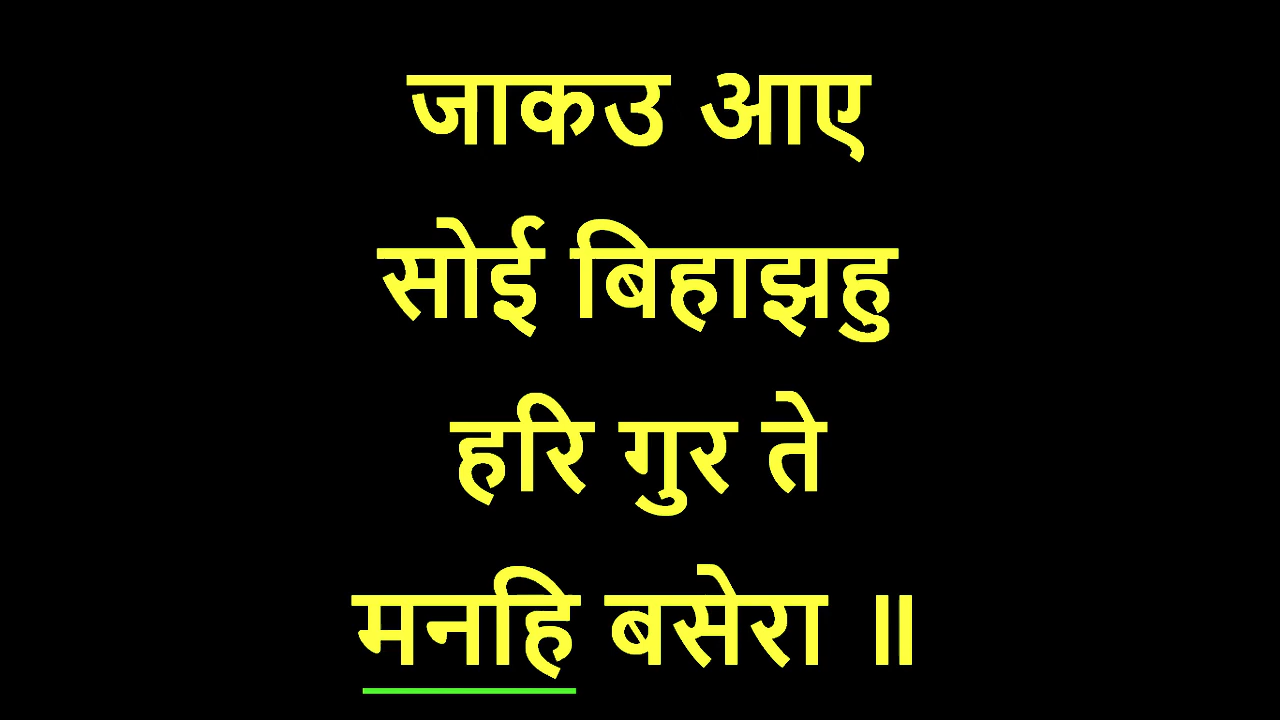 जाकउ आए
सोई बिहाझहु
हरि गुर ते
मनहि बसेरा ॥